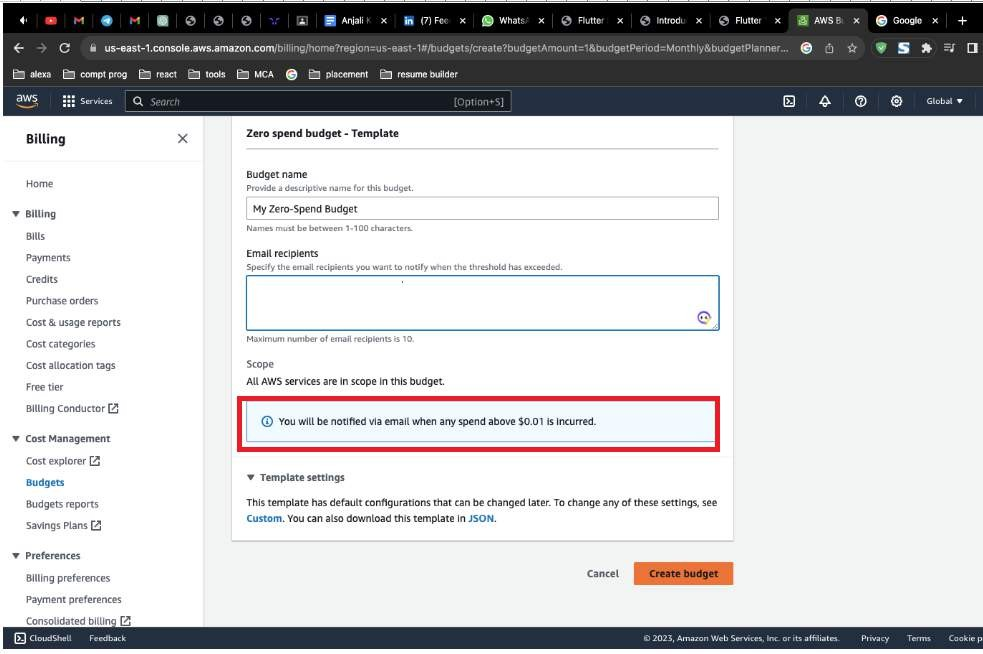 Anjali K
(7) Fee
WhatsA
Flutter
Introdu
Flutter
AWS B
Google
us-east-1.console.aws.amazon.com/billing/home?region=us-east-1#/budgets/create?budgetAmount=1&budgetPeriod=Monthly&budgetPlanner...
alexa compt prog react tools MCA placement resume builder
aws Services Search [Option+S] Global
Billing
Home
Billing
Bills
Payments
Credits
Purchase orders
Cost & usage reports
Cost categories
Cost allocation tags
Free tier
Billing Conductor
Cost Management
Cost explorer
Budgets
Budgets reports
Savings Plans
Preferences
Billing preferences
Payment preferences
Consolidated billing
Zero spend budget - Template
Budget name
Provide a descriptive name for this budget.
My Zero-Spend Budget
Names must be between 1-100 characters.
Email recipients
Specify the email recipients you want to notify when the threshold has exceeded.
Maximum number of email recipients is 10.
Scope
All AWS services are in scope in this budget.
You will be notified via email when any spend above $0.01 is incurred.
Template settings
This template has default configurations that can be changed later. To change any of these settings, see
Custom. You can also download this template in JSON.
Cancel Create budget
CloudShell Feedback © 2023, Amazon Web Services, Inc. or its affiliates. Privacy Terms Cookie p